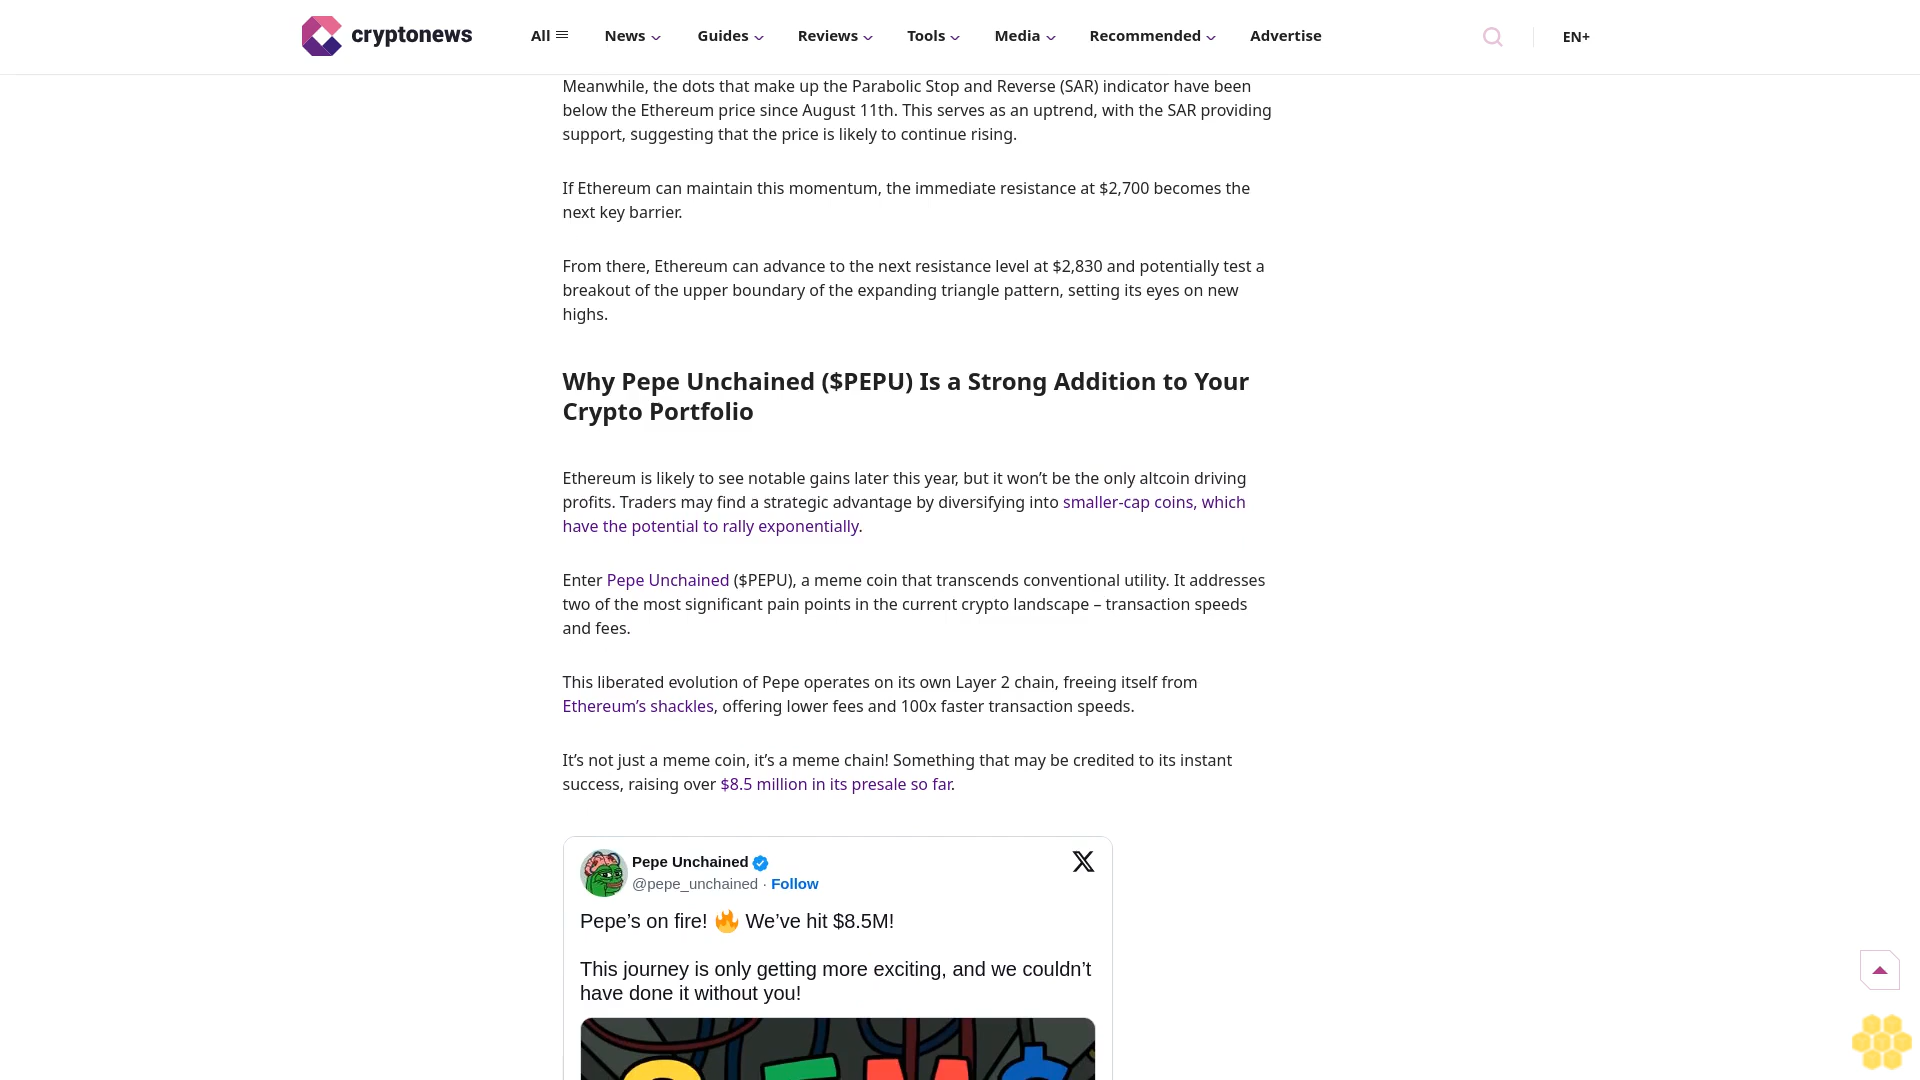 cryptonews
All
News
Guides
Reviews
Tools
Media
Recommended
Advertise
EN+
Meanwhile, the dots that make up the Parabolic Stop and Reverse (SAR) indicator have been
below the Ethereum price since August 11th. This serves as an uptrend, with the SAR providing
support, suggesting that the price is likely to continue rising.
If Ethereum can maintain this momentum, the immediate resistance at $2,700 becomes the
next key barrier.
From there, Ethereum can advance to the next resistance level at $2,830 and potentially test a
breakout of the upper boundary of the expanding triangle pattern, setting its eyes on new
highs.
Why Pepe Unchained ($PEPU) Is a Strong Addition to Your
Crypto Portfolio
Ethereum is likely to see notable gains later this year, but it won’t be the only altcoin driving
profits. Traders may find a strategic advantage by diversifying into smaller-cap coins, which
have the potential to rally exponentially.
Enter Pepe Unchained ($PEPU), a meme coin that transcends conventional utility. It addresses
two of the most significant pain points in the current crypto landscape – transaction speeds
and fees.
This liberated evolution of Pepe operates on its own Layer 2 chain, freeing itself from
Ethereum’s shackles, offering lower fees and 100x faster transaction speeds.
It’s not just a meme coin, it’s a meme chain! Something that may be credited to its instant
success, raising over $8.5 million in its presale so far.
Pepe Unchained
@pepe_unchained · Follow
Pepe’s on fire! 🔥 We’ve hit $8.5M!
This journey is only getting more exciting, and we couldn’t
have done it without you!